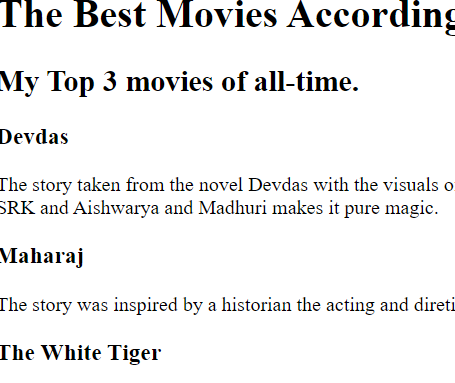 The Best Movies According
My Top 3 movies of all-time.
Devdas
The story taken from the novel Devdas with the visuals o
SRK and Aishwarya and Madhuri makes it pure magic.
Maharaj
The story was inspired by a historian the acting and direti
The White Tiger